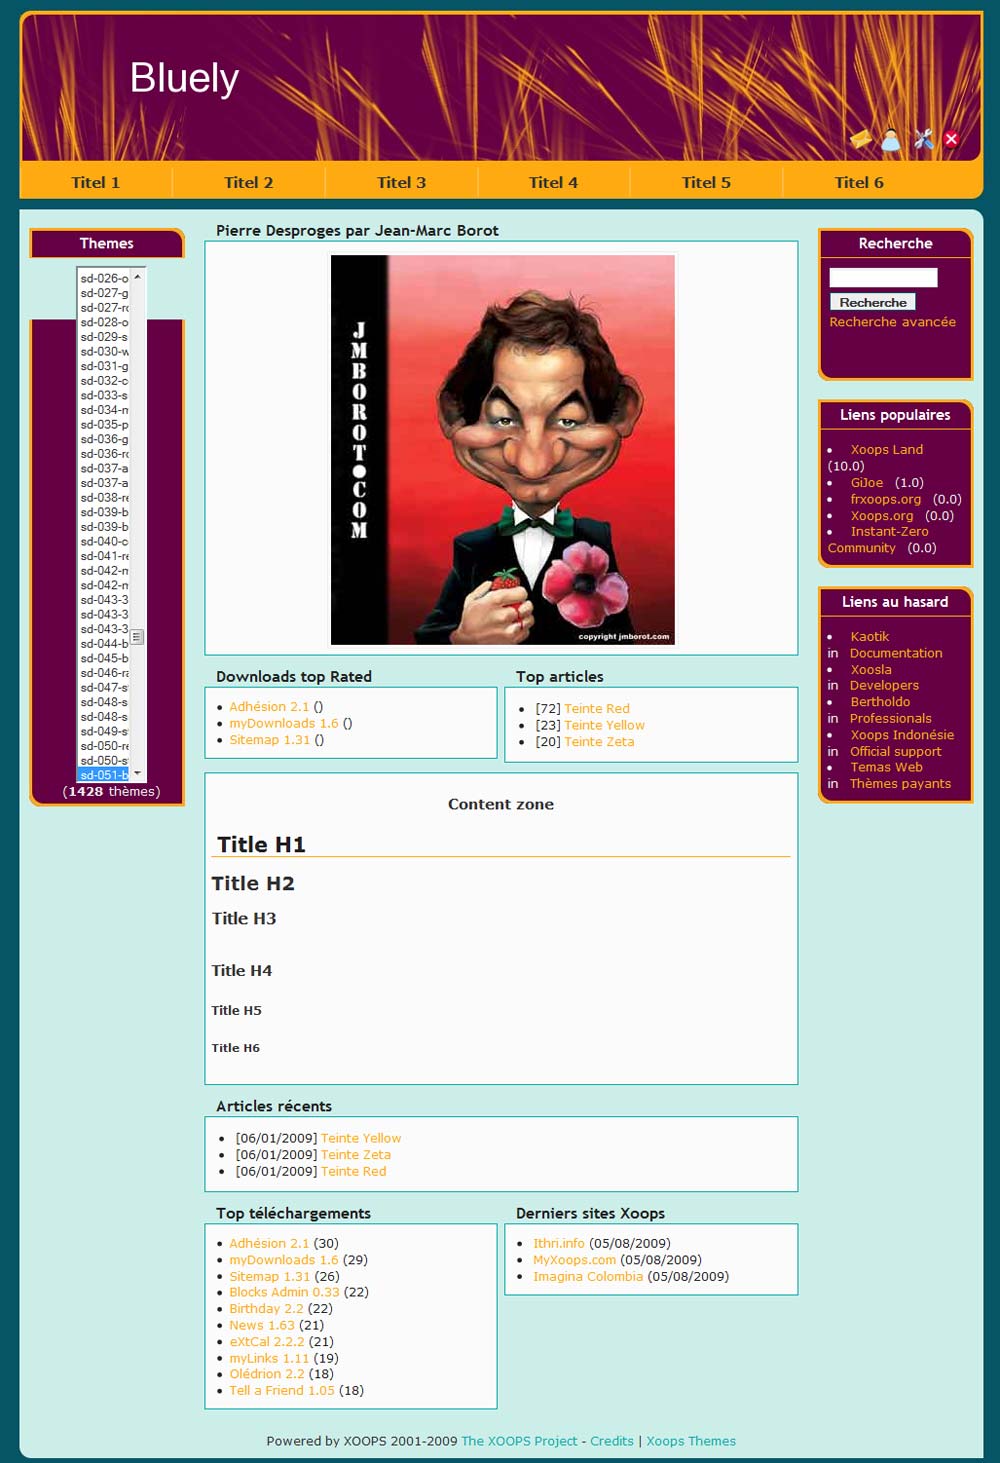 Bluely
Titel 1
Titel 2
Titel 3
Titel 4
Titel 5
Titel 6
Themes
sd-026-o
sd-027-g
sd-027-ro
sd-028-o
sd-029-s
sd-030-w
sd-031-g
sd-032-c
sd-033-s
sd-034-m
sd-035-p
sd-036-g
sd-036-ro
sd-037-a
sd-037-a
sd-038-re
sd-039-b
sd-039-b
sd-040-c
sd-041-re
sd-042-m
sd-042-m
sd-043-3
sd-043-3
sd-043-3
sd-044-b
sd-045-b
sd-046-ra
sd-047-s
sd-048-s
sd-048-s
sd-049-s
sd-050-re
sd-050-s
sd-051-b
(1428 thèmes)
Pierre Desproges par Jean-Marc Borot
JMBOROT•COM
copyright jmborot.com
Downloads top Rated
• Adhésion 2.1 ()
• myDownloads 1.6 ()
• Sitemap 1.31 ()
Top articles
• [72] Teinte Red
• [23] Teinte Yellow
• [20] Teinte Zeta
Content zone
Title H1
Title H2
Title H3
Title H4
Title H5
Title H6
Articles récents
• [06/01/2009] Teinte Yellow
• [06/01/2009] Teinte Zeta
• [06/01/2009] Teinte Red
Top téléchargements
• Adhésion 2.1 (30)
• myDownloads 1.6 (29)
• Sitemap 1.31 (26)
• Blocks Admin 0.33 (22)
• Birthday 2.2 (22)
• News 1.63 (21)
• eXtCal 2.2.2 (21)
• myLinks 1.11 (19)
• Olédrion 2.2 (18)
• Tell a Friend 1.05 (18)
Derniers sites Xoops
• Ithri.info (05/08/2009)
• MyXoops.com (05/08/2009)
• Imagina Colombia (05/08/2009)
Recherche
Recherche
Recherche avancée
Liens populaires
• Xoops Land
(10.0)
• GiJoe (1.0)
• frxoops.org (0.0)
• Xoops.org (0.0)
• Instant-Zero
Community (0.0)
Liens au hasard
• Kaotik
in Documentation
• Xoosla
in Developers
• Bertholdo
in Professionals
• Xoops Indonésie
in Official support
• Temas Web
in Thèmes payants
Powered by XOOPS 2001-2009 The XOOPS Project - Credits | Xoops Themes